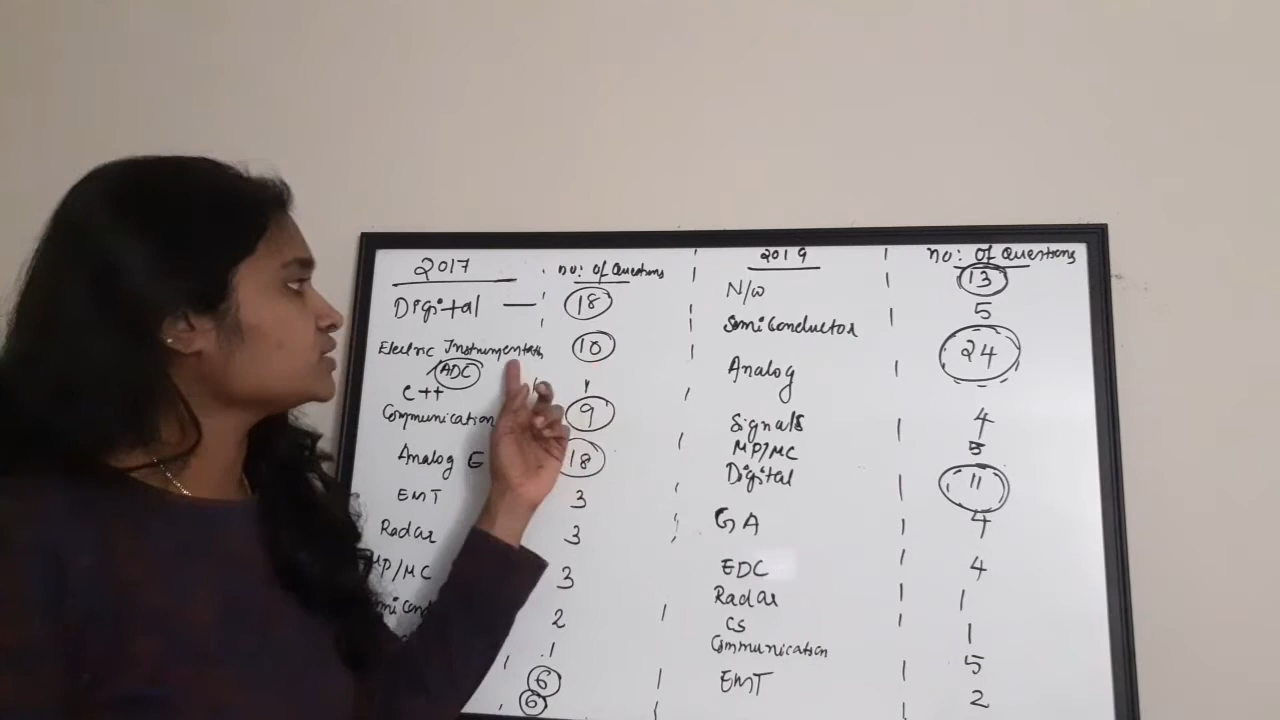 2017 no: Of Questions 2019 no: Of Questions
Digital — 18 N/W 13
Semiconductor 5
Electric Instrumentation 10 Analog 24
ADC
C++ 1
Communication 9 Signals 4
MP/MC 5
Analog E 18 Digital 11
EMT 3 GA 4
Radar 3 EDC 4
MP/MC 3 Radar 1
2 CS 1
1 Communication 5
6 EMT 2
6